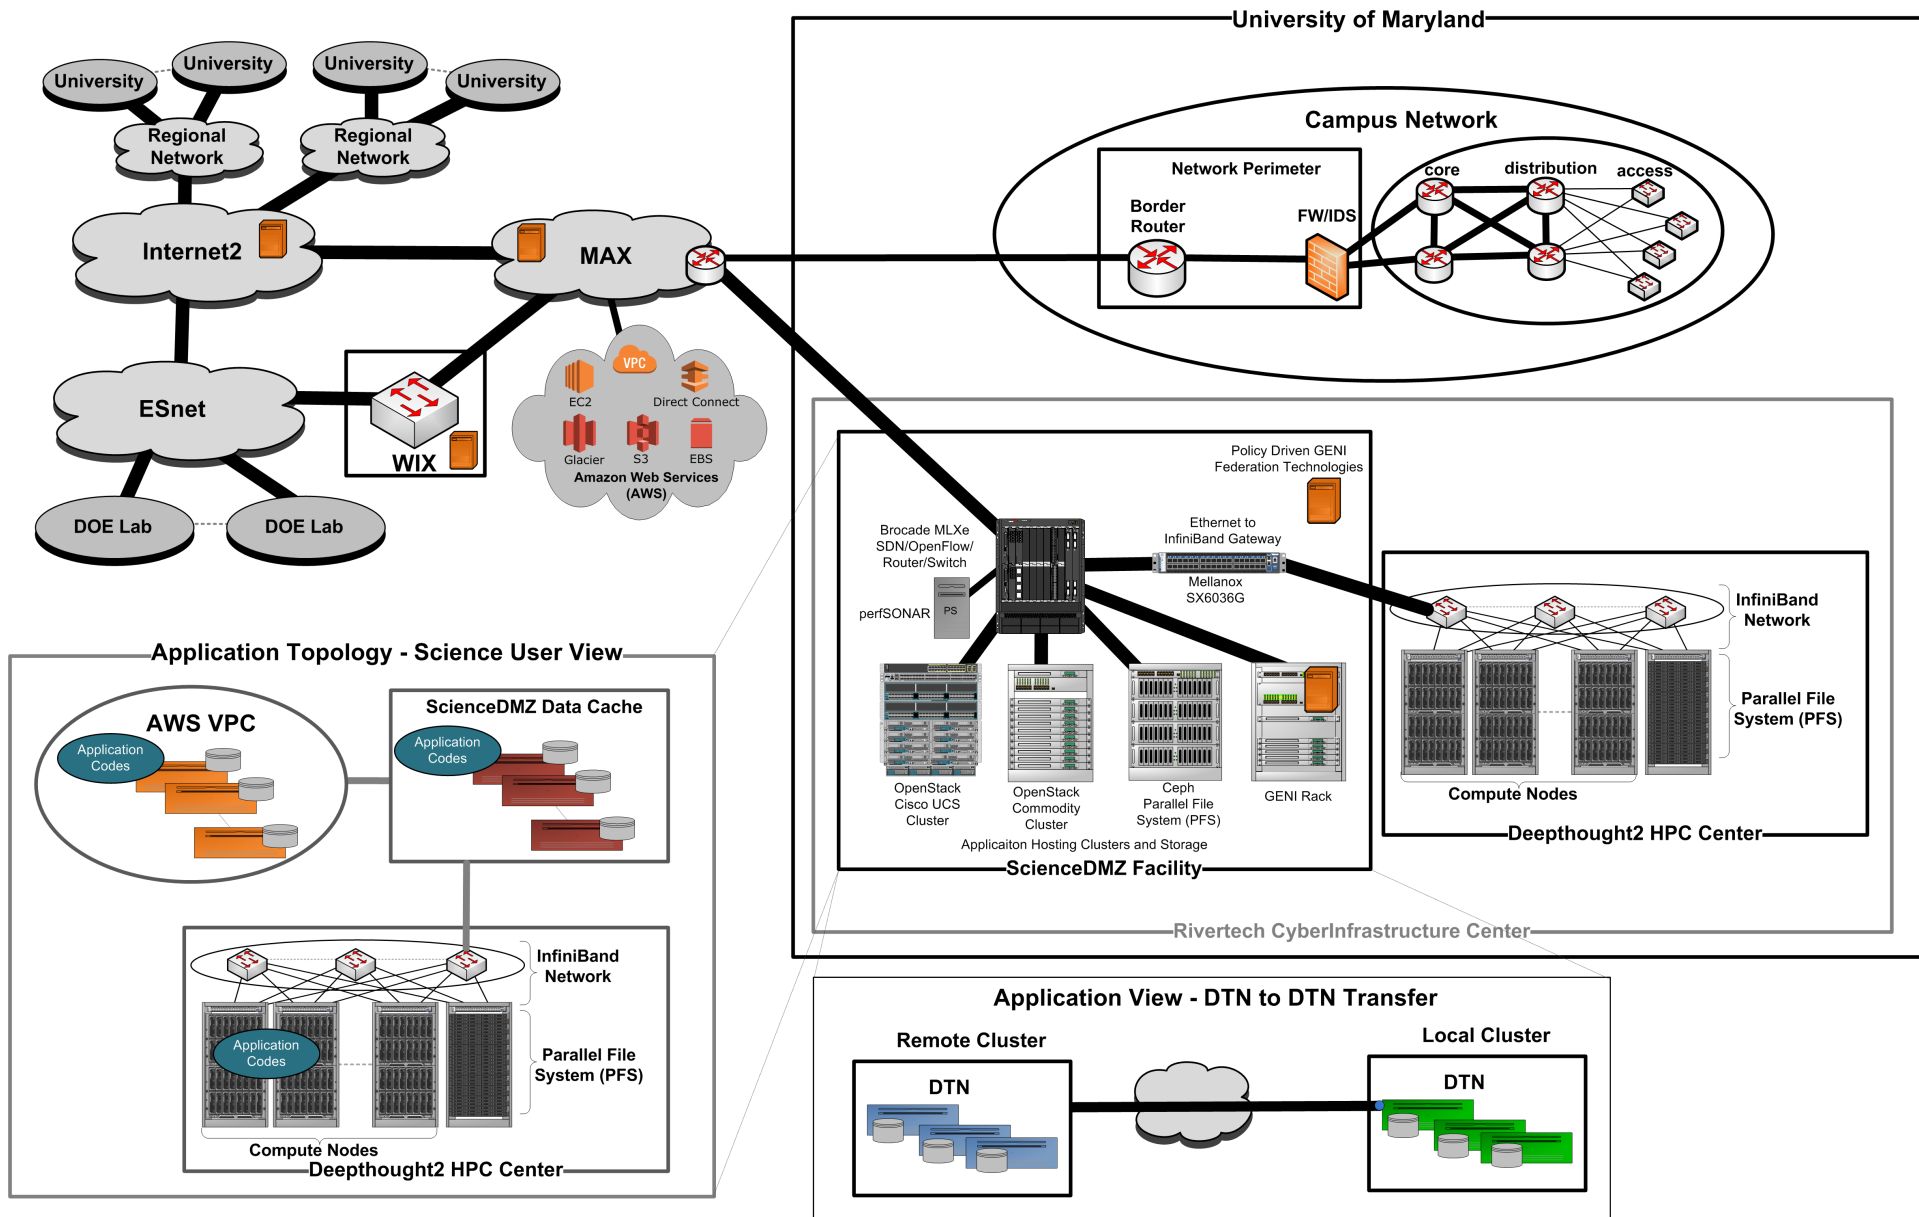 University of Maryland
University
University
University
University
Regional
Network
Regional
Network
Internet2
MAX
ESnet
WIX
DOE Lab
DOE Lab
VPC
EC2
Direct Connect
Glacier
S3
EBS
Amazon Web Services
(AWS)
Campus Network
Network Perimeter
Border
Router
FW/IDS
core
distribution
access
Policy Driven GENI
Federation Technologies
Brocade MLXe
SDN/OpenFlow/
Router/Switch
perfSONAR
PS
Ethernet to
InfiniBand Gateway
Mellanox
SX6036G
OpenStack
Cisco UCS
Cluster
OpenStack
Commodity
Cluster
Ceph
Parallel File
System (PFS)
GENI Rack
Applicaiton Hosting Clusters and Storage
ScienceDMZ Facility
InfiniBand
Network
Parallel File
System (PFS)
Compute Nodes
Deepthought2 HPC Center
Rivertech CyberInfrastructure Center
Application Topology - Science User View
AWS VPC
Application
Codes
ScienceDMZ Data Cache
Application
Codes
InfiniBand
Network
Application
Codes
Parallel File
System (PFS)
Compute Nodes
Deepthought2 HPC Center
Application View - DTN to DTN Transfer
Remote Cluster
DTN
Local Cluster
DTN